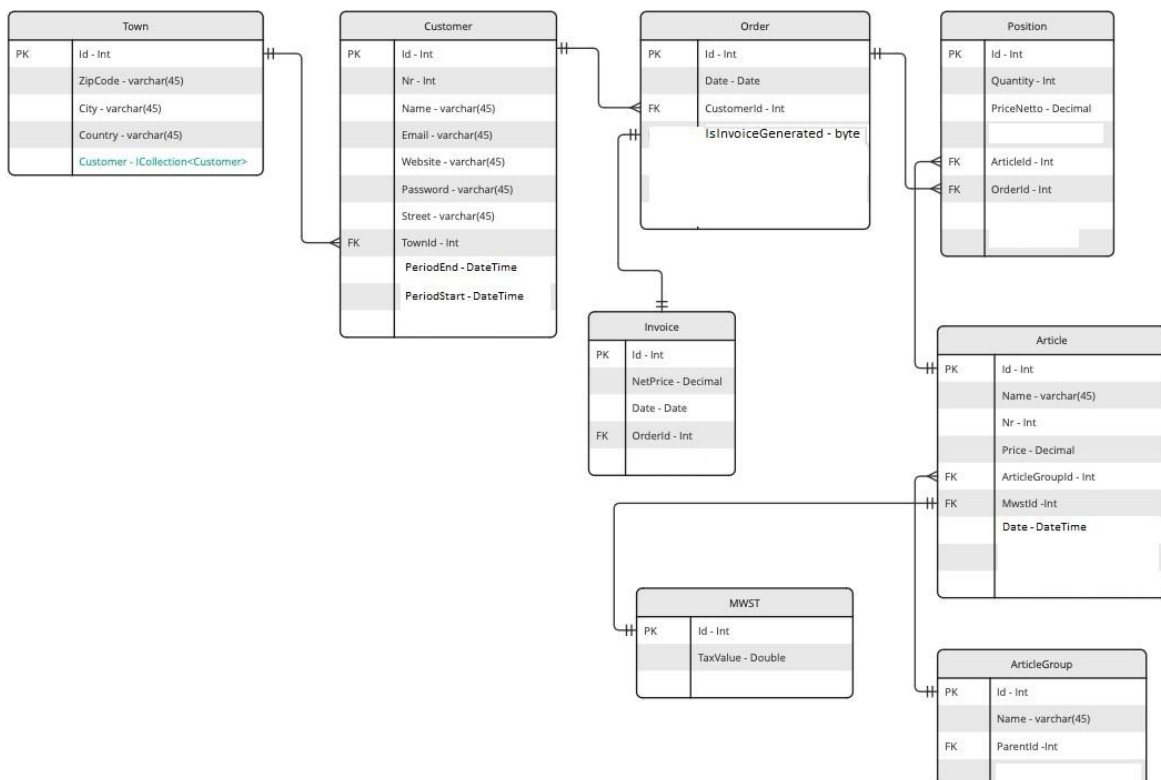 Town
PK Id - Int
ZipCode - varchar(45)
City - varchar(45)
Country - varchar(45)
Customer - ICollection<Customer>
Customer
PK Id - Int
Nr - Int
Name - varchar(45)
Email - varchar(45)
Website - varchar(45)
Password - varchar(45)
Street - varchar(45)
FK TownId - Int
PeriodEnd - DateTime
PeriodStart - DateTime
Order
PK Id - Int
Date - Date
FK CustomerId - Int
IsInvoiceGenerated - byte
Position
PK Id - Int
Quantity - Int
PriceNetto - Decimal
FK ArticleId - Int
FK OrderId - Int
Invoice
PK Id - Int
NetPrice - Decimal
Date - Date
FK OrderId - Int
Article
PK Id - Int
Name - varchar(45)
Nr - Int
Price - Decimal
FK ArticleGroupId - Int
FK MwstId -Int
Date - DateTime
MWST
PK Id - Int
TaxValue - Double
ArticleGroup
PK Id - Int
Name - varchar(45)
FK ParentId -Int